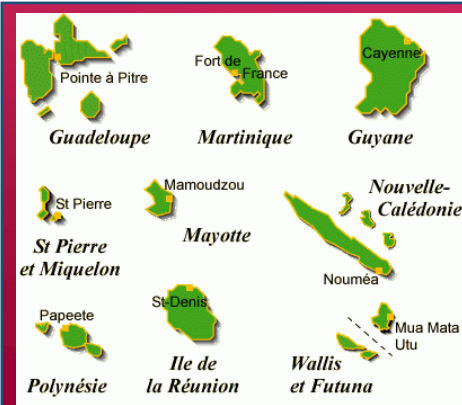 Pointe à Pitre
Guadeloupe
Fort de
France
Martinique
Cayenne
Guyane
St Pierre
St Pierre
et Miquelon
Mamoudzou
Mayotte
Nouvelle-
Calédonie
Nouméa
Papeete
Polynésie
St-Denis
Ile de
la Réunion
Mua Mata
Utu
Wallis
et Futuna